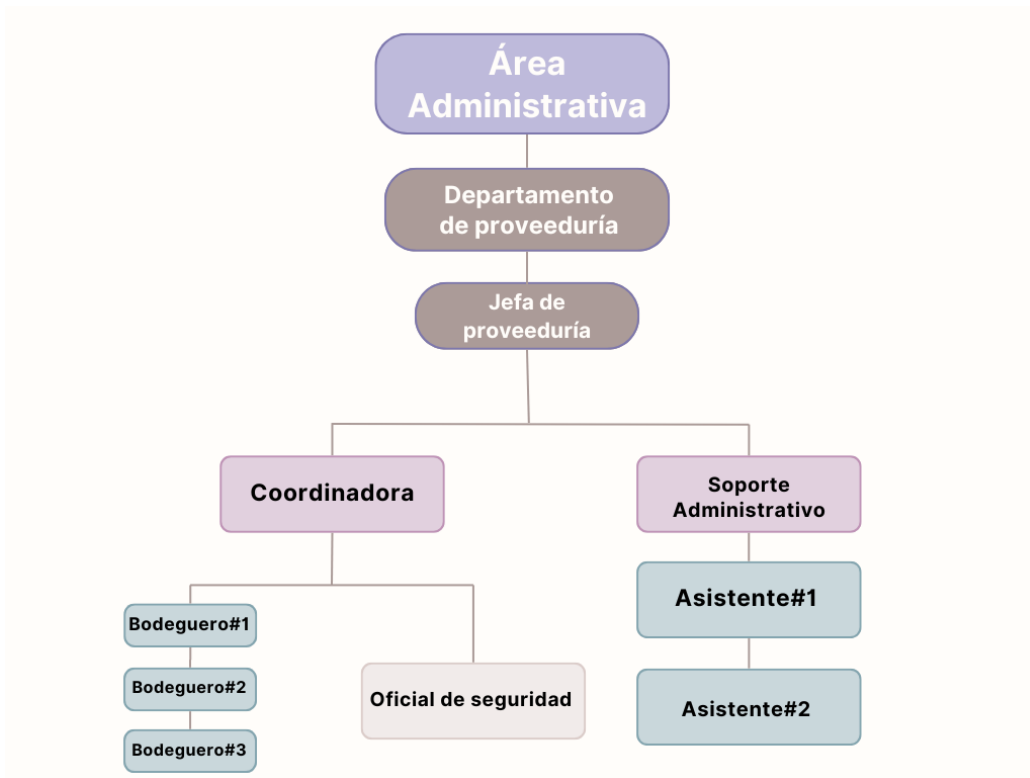 Área
Administrativa
Departamento
de proveeduría
Jefa de
proveeduría
Coordinadora
Soporte
Administrativo
Bodeguero#1
Bodeguero#2
Bodeguero#3
Oficial de seguridad
Asistente#1
Asistente#2